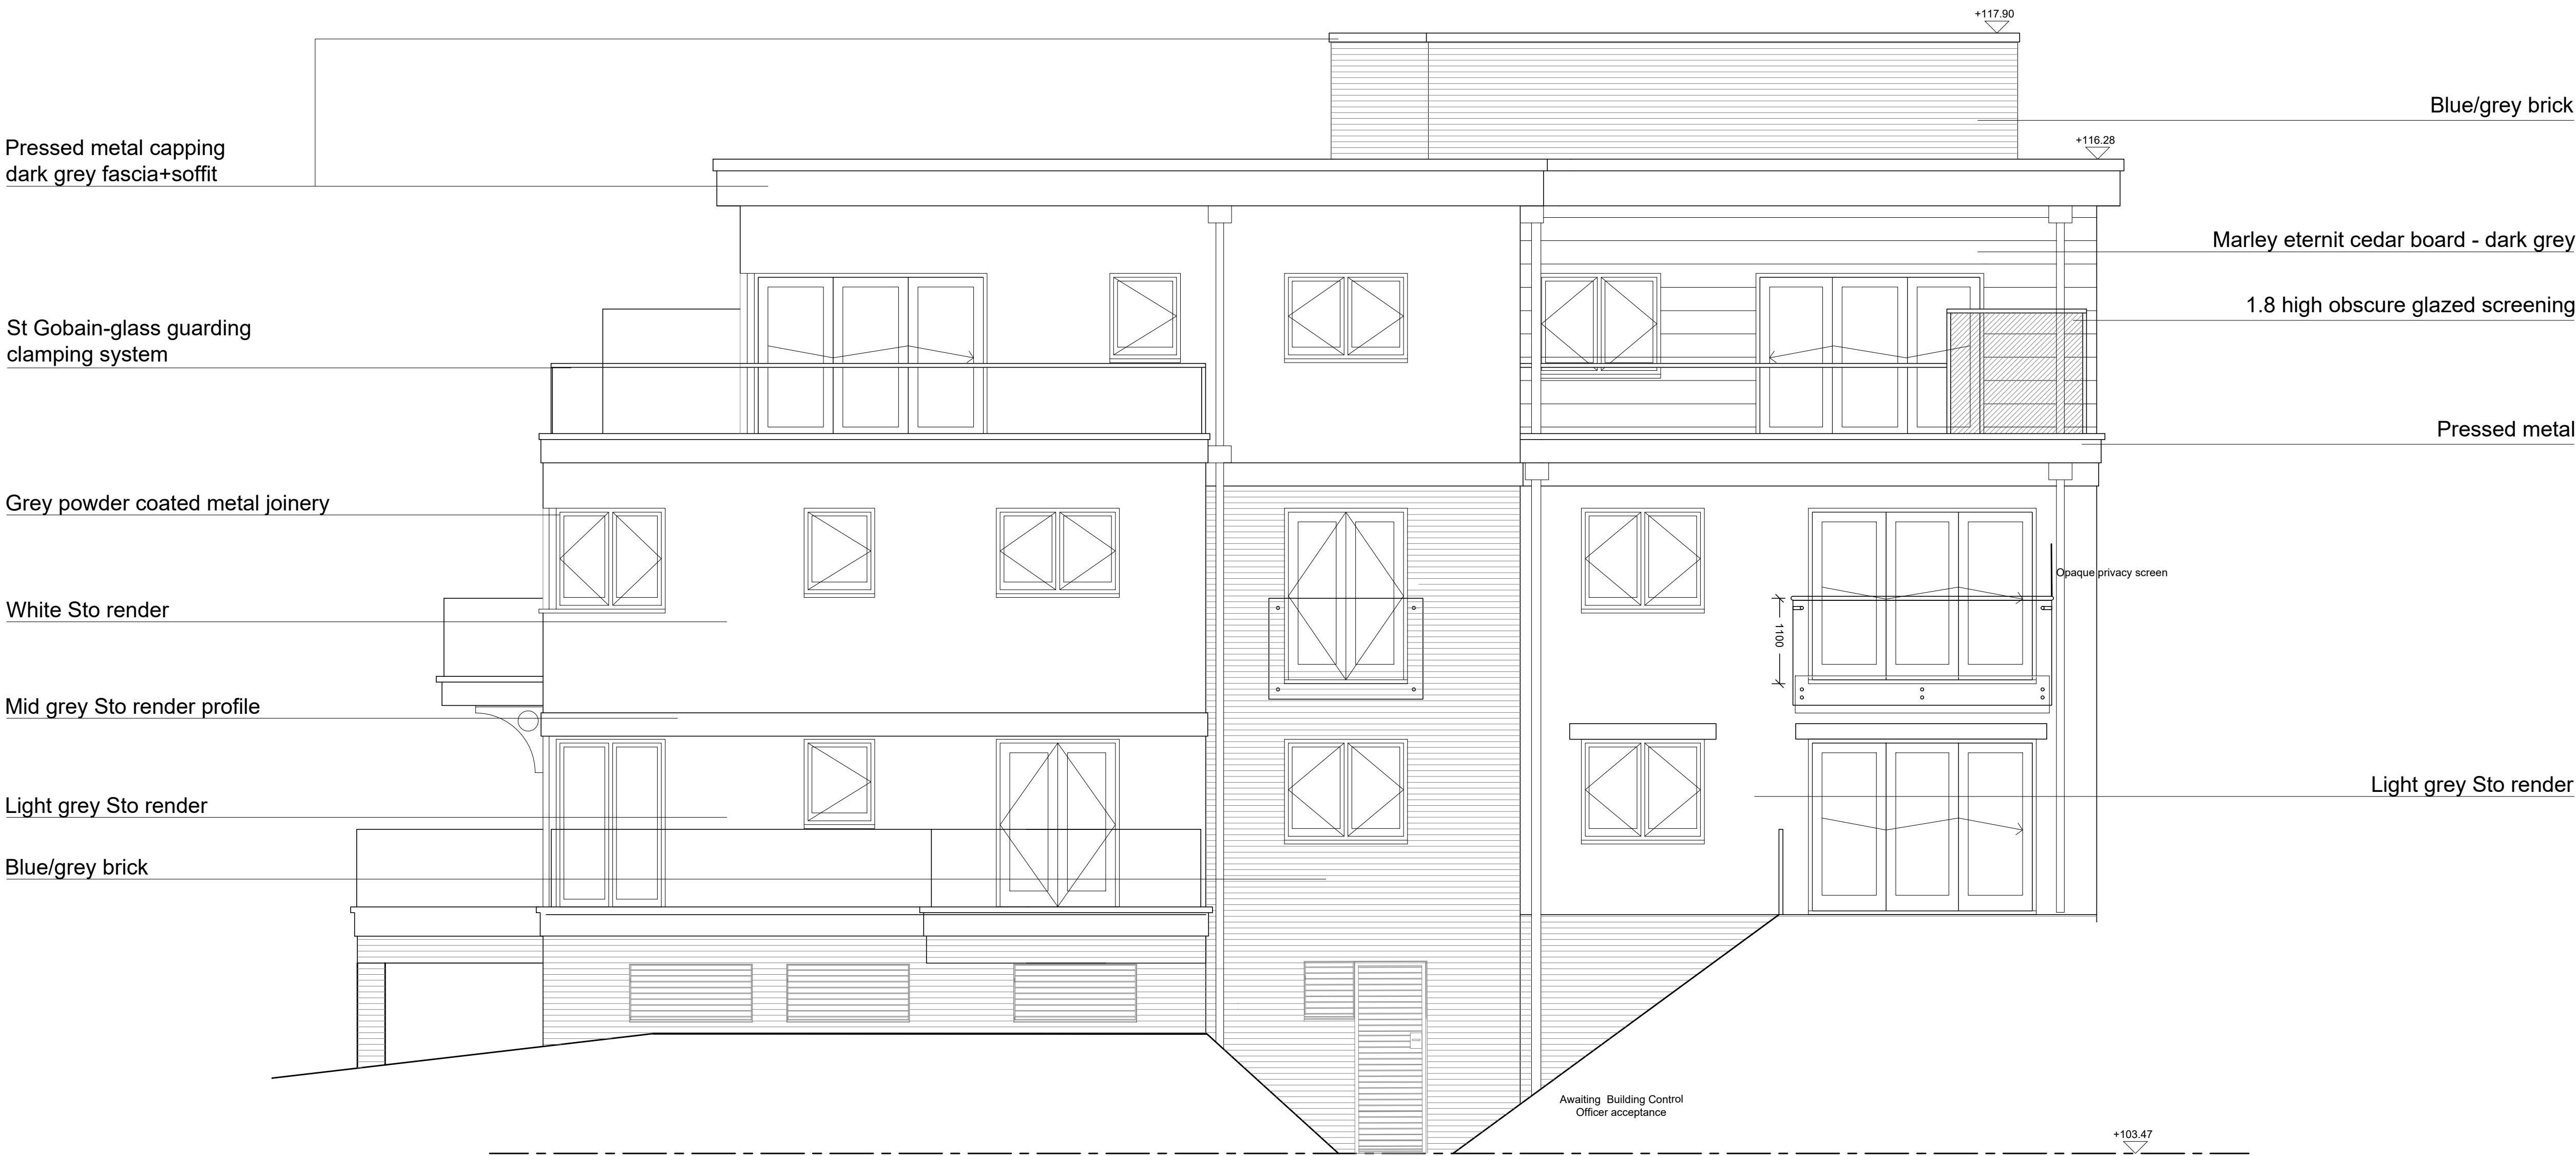 +117.90
Blue/grey brick
+116.28
Pressed metal capping
dark grey fascia+soffit
Marley eternit cedar board - dark grey
1.8 high obscure glazed screening
St Gobain-glass guarding
clamping system
Pressed metal
Grey powder coated metal joinery
Opaque privacy screen
White Sto render
1100
Mid grey Sto render profile
Light grey Sto render
Light grey Sto render
Blue/grey brick
Awaiting Building Control
Officer acceptance
+103.47